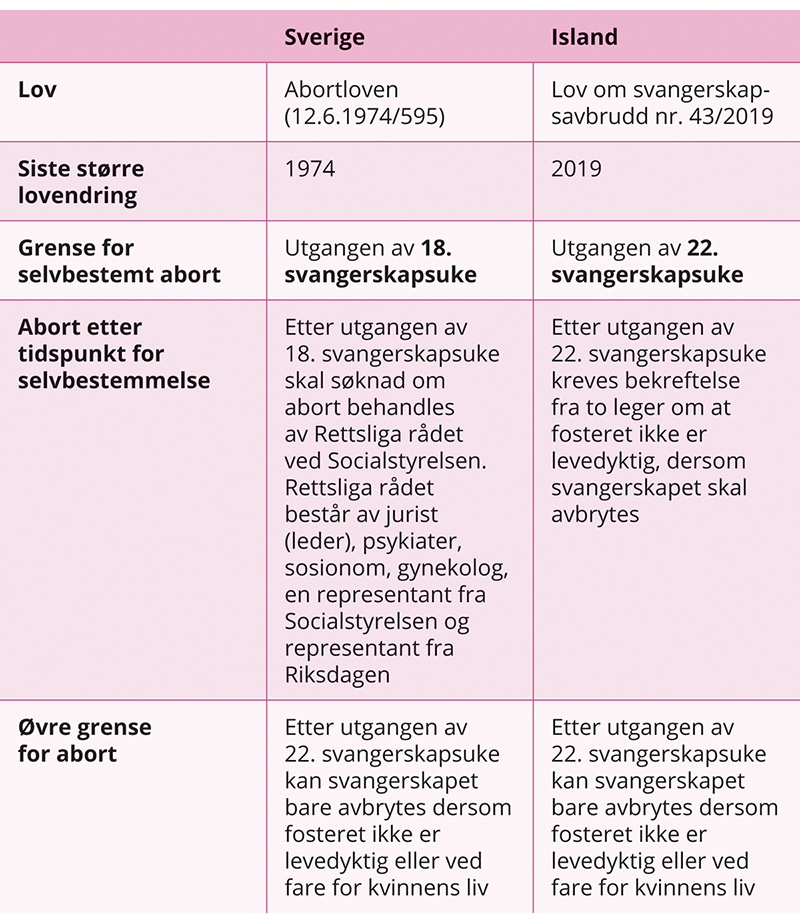 Sverige
Island
Lov
Abortloven
(12.6.1974/595)
Lov om svangerskap-
savbrudd nr. 43/2019
Siste større
lovendring
1974
2019
Grense for
selvbestemt abort
Utgangen av 18.
svangerskapsuke
Utgangen av 22.
svangerskapsuke
Abort etter
tidspunkt for
selvbestemmelse
Etter utgangen av
18. svangerskapsuke
skal søknad om
abort behandles
av Rettsliga rådet
ved Socialstyrelsen.
Rettsliga rådet
består av jurist
(leder), psykiater,
sosionom, gynekolog,
en representant fra
Socialstyrelsen og
representant fra
Riksdagen
Etter utgangen av
22. svangerskapsuke
kreves bekreftelse
fra to leger om at
fosteret ikke er
levedyktig, dersom
svangerskapet skal
avbrytes
Øvre grense
for abort
Etter utgangen av
22. svangerskapsuke
kan svangerskapet
bare avbrytes dersom
fosteret ikke er
levedyktig eller ved
fare for kvinnens liv
Etter utgangen av
22. svangerskapsuke
kan svangerskapet
bare avbrytes dersom
fosteret ikke er
levedyktig eller ved
fare for kvinnens liv